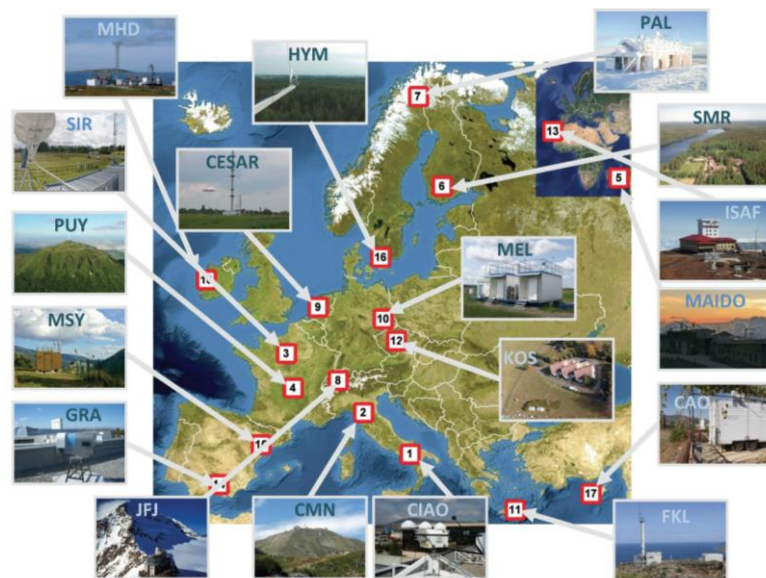 MHD
HYM
PAL
SIR
CESAR
SMR
PUY
MEL
ISAF
MSY
KOS
MAIDO
GRA
CAO
JFJ
CMN
CIAO
FKL
7
13
5
6
16
9
10
12
3
4
8
2
1
11
17